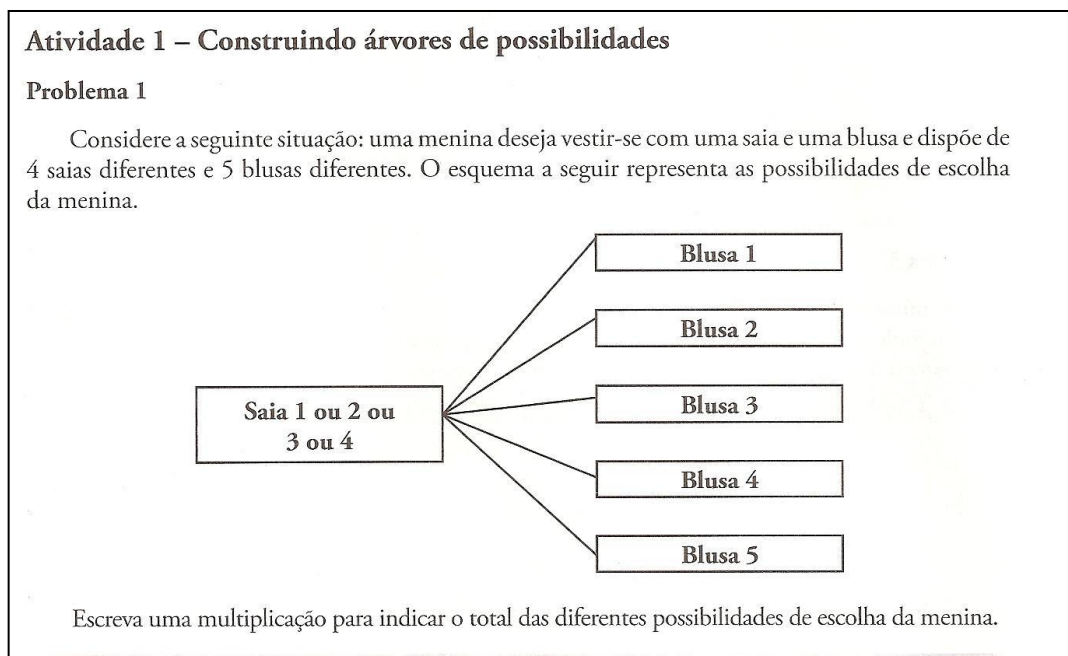 Atividade 1 – Construindo árvores de possibilidades
Problema 1
Considere a seguinte situação: uma menina deseja vestir-se com uma saia e uma blusa e dispõe de
4 saias diferentes e 5 blusas diferentes. O esquema a seguir representa as possibilidades de escolha
da menina.
Blusa 1
Blusa 2
Saia 1 ou 2 ou
3 ou 4
Blusa 3
Blusa 4
Blusa 5
Escreva uma multiplicação para indicar o total das diferentes possibilidades de escolha da menina.